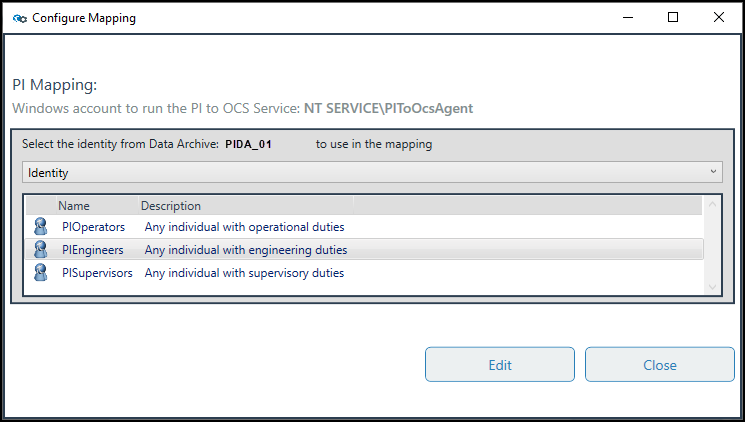 Configure Mapping
PI Mapping:
Windows account to run the PI to OCS Service: NT SERVICE\PIToOcsAgent
Select the identity from Data Archive: PIDA_01 to use in the mapping
Identity
Name Description
PIOperators Any individual with operational duties
PIEngineers Any individual with engineering duties
PISupervisors Any individual with supervisory duties
Edit Close